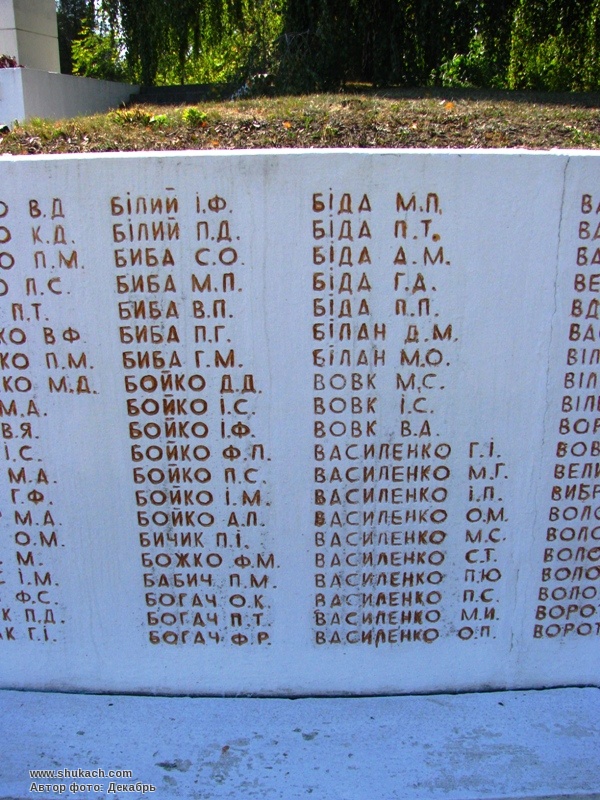 В.Д
К.Д.
П.М.
П.С.
П.Т.
В.Ф.
П.М.
М.Д.
М.А.
В.Я.
І.С.
М.А.
Г.Ф.
М.А.
О.М.
М.
І.М.
Ф.С.
П.Д.
Г.І.
БІЛИЙ І.Ф.
БІЛИЙ П.Д.
БИБА С.О.
БИБА М.П.
БИБА В.П.
БИБА П.Г.
БИБА Г.М.
БОЙКО Д.Д.
БОЙКО І.С.
БОЙКО І.Ф.
БОЙКО Ф.П.
БОЙКО П.С.
БОЙКО І.М.
БОЙКО А.П.
БИЧИК П.І.
БОЖКО Ф.М.
БАБИЧ П.М.
БОГАЧ О.К.
БОГАЧ П.Т.
БОГАЧ Ф.Р.
БІДА М.П.
БІДА П.Т.
БІДА А.М.
БІДА Г.Д.
БІДА П.П.
БІЛАН Д.М.
БІЛАН М.О.
ВОВК М.С.
ВОВК І.С.
ВОВК В.А.
ВАСИЛЕНКО Г.І.
ВАСИЛЕНКО М.Г.
ВАСИЛЕНКО І.П.
ВАСИЛЕНКО О.М.
ВАСИЛЕНКО М.С.
ВАСИЛЕНКО С.Т.
ВАСИЛЕНКО П.Ю
ВАСИЛЕНКО П.С.
ВАСИЛЕНКО М.И.
ВАСИЛЕНКО О.П.
www.shukach.com
Автор фото: Декабрь